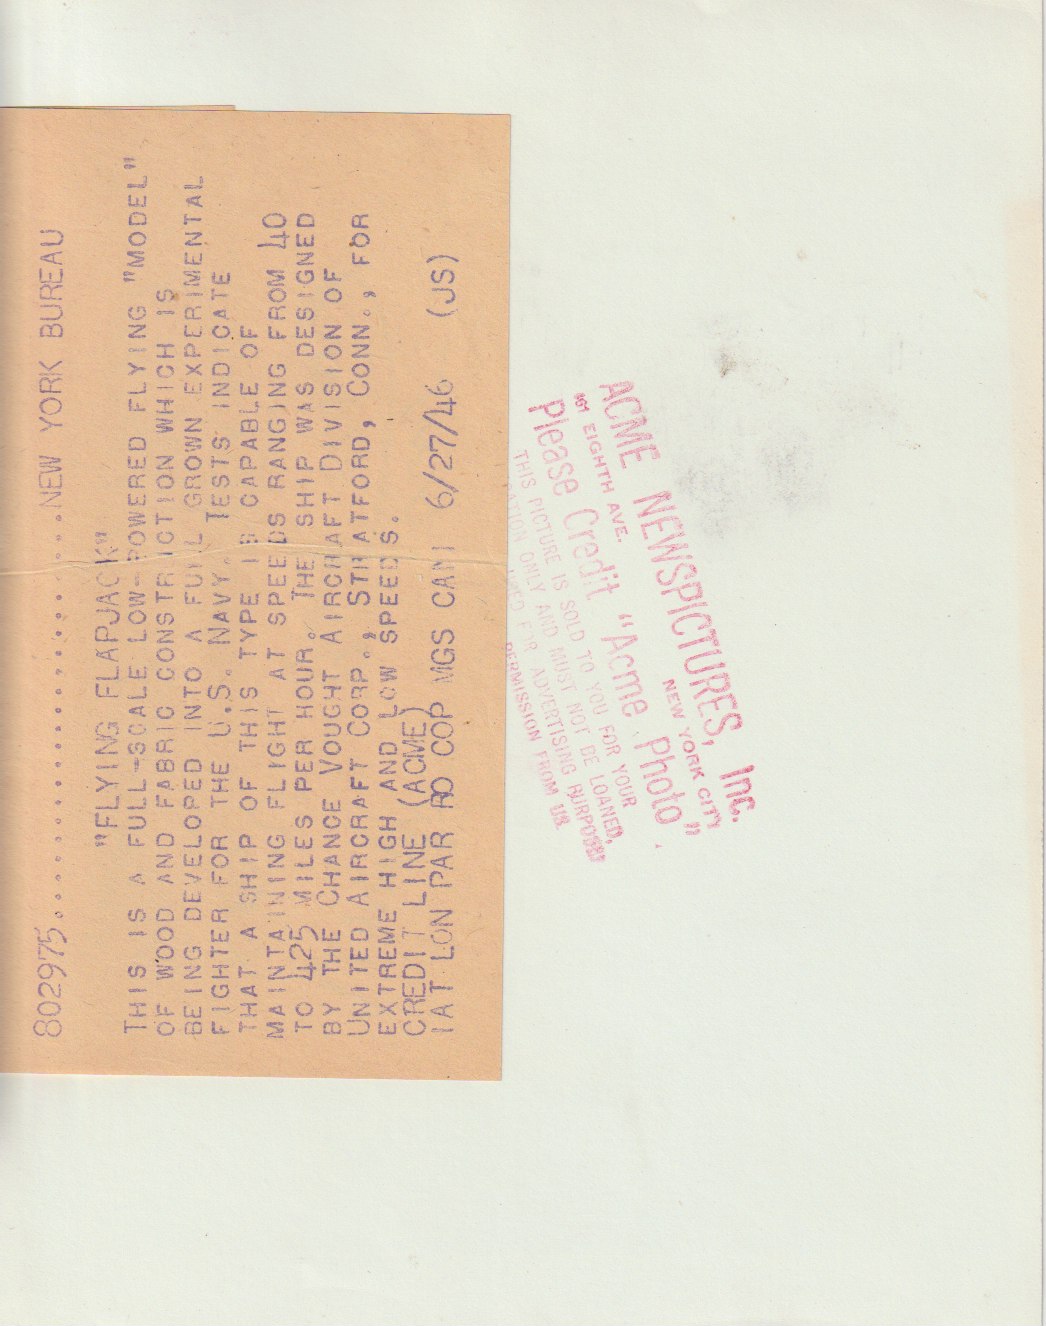 802975..............................NEW YORK BUREAU
"FLYING FLAPJACK"
THIS IS A FULL-SCALE LOW-POWERED FLYING "MODEL"
OF WOOD AND FABRIC CONSTRICTION WHICH IS
BEING DEVELOPED INTO A FULL GROWN EXPERIMENTAL
FIGHTER FOR THE U.S. NAVY. TESTS INDICATE
THAT A SHIP OF THIS TYPE IS CAPABLE OF
MAINTAINING FLIGHT AT SPEEDS RANGING FROM 40
TO 425 MILES PER HOUR. THE SHIP WAS DESIGNED
BY THE CHANCE VOUGHT AIRCRAFT DIVISION OF
UNITED AIRCRAFT CORP., STRATFORD, CONN., FOR
EXTREME HIGH AND LOW SPEEDS.
CREDIT LINE (ACME)
IAT LON PAR RO COP MGS CAN 6/27/46 (JS)
ACME NEWSPICTURES, Inc.
461 EIGHTH AVE. NEW YORK CITY
Please Credit "Acme Photo"
THIS PICTURE IS SOLD TO YOU FOR YOUR
ONLY AND MUST NOT BE LOANED,
FOR ADVERTISING PURPOSES
PERMISSION FROM US.